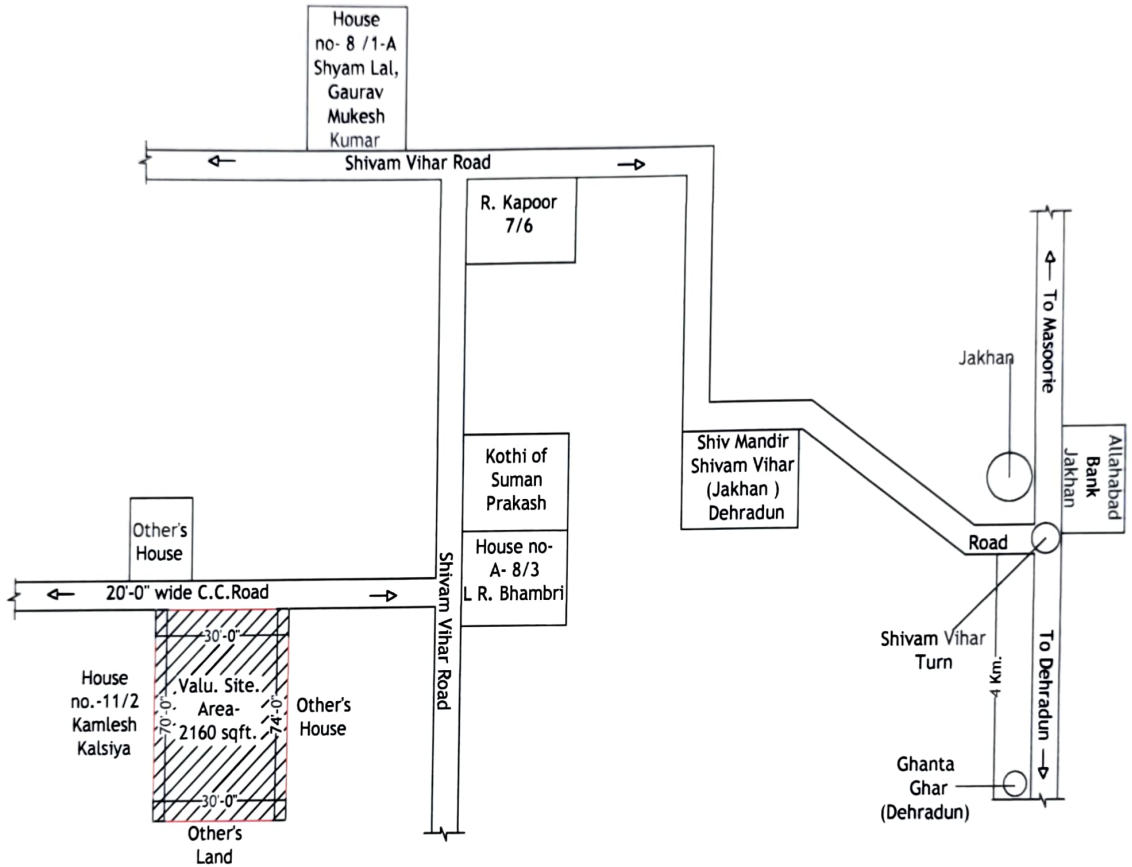 House
no- 8 /1-A
Shyam Lal,
Gaurav
Mukesh
Kumar
Shivam Vihar Road
R. Kapoor
7/6
To Masoorie
Jakhan
Allahabad
Bank
Jakhan
Shiv Mandir
Shivam Vihar
(Jakhan )
Dehradun
Kothi of
Suman
Prakash
Other's
House
Road
House no-
A- 8/3
L R. Bhambri
20'-0" wide C.C.Road
Shivam Vihar Road
30'-0"
Shivam Vihar
Turn
To Dehradun
4 Km.
House
no.-11/2
Kamlesh
Kalsiya
70'-0"
Valu. Site.
Area-
2160 sqft.
74'-0"
Other's
House
Ghanta
Ghar
(Dehradun)
30'-0"
Other's
Land